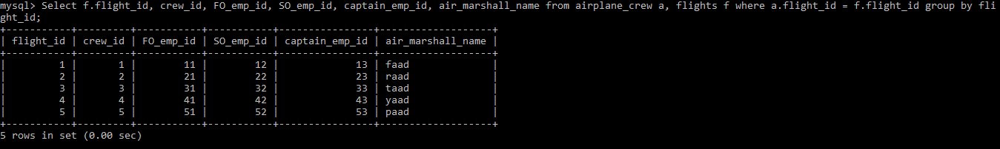 mysql> Select f.flight_id, crew_id, FO_emp_id, SO_emp_id, captain_emp_id, air_marshall_name from airplane_crew a, flights f where a.flight_id = f.flight_id group by fli
ght_id;
+-----------+---------+-----------+-----------+----------------+-------------------+
| flight_id | crew_id | FO_emp_id | SO_emp_id | captain_emp_id | air_marshall_name |
+-----------+---------+-----------+-----------+----------------+-------------------+
|         1 |       1 |        11 |        12 |             13 | faad              |
|         2 |       2 |        21 |        22 |             23 | raad              |
|         3 |       3 |        31 |        32 |             33 | taad              |
|         4 |       4 |        41 |        42 |             43 | yaad              |
|         5 |       5 |        51 |        52 |             53 | paad              |
+-----------+---------+-----------+-----------+----------------+-------------------+
5 rows in set (0.00 sec)